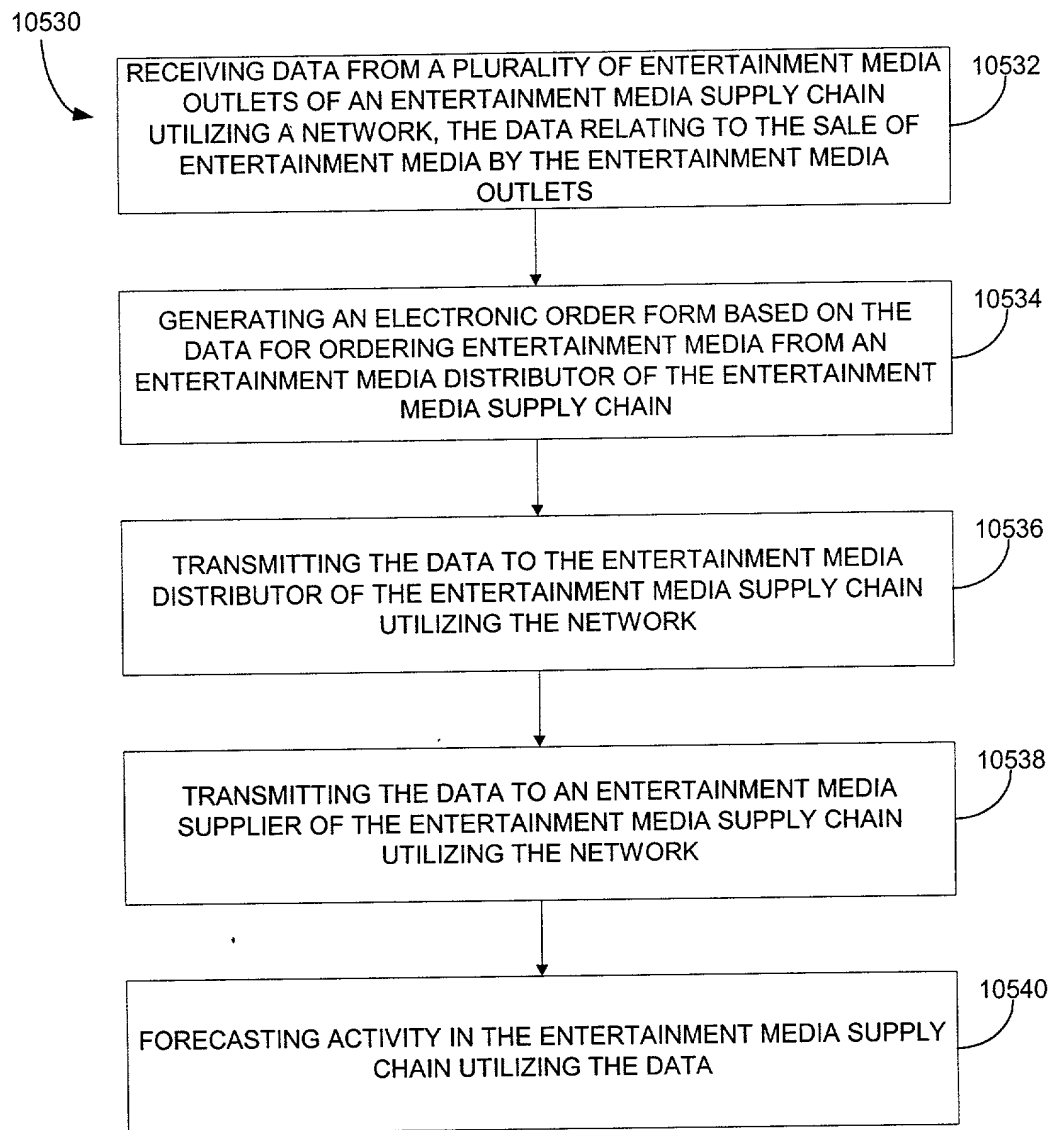 10530
RECEIVING DATA FROM A PLURALITY OF ENTERTAINMENT MEDIA
OUTLETS OF AN ENTERTAINMENT MEDIA SUPPLY CHAIN
UTILIZING A NETWORK, THE DATA RELATING TO THE SALE OF
ENTERTAINMENT MEDIA BY THE ENTERTAINMENT MEDIA
OUTLETS
10532
GENERATING AN ELECTRONIC ORDER FORM BASED ON THE
DATA FOR ORDERING ENTERTAINMENT MEDIA FROM AN
ENTERTAINMENT MEDIA DISTRIBUTOR OF THE ENTERTAINMENT
MEDIA SUPPLY CHAIN
10534
TRANSMITTING THE DATA TO THE ENTERTAINMENT MEDIA
DISTRIBUTOR OF THE ENTERTAINMENT MEDIA SUPPLY CHAIN
UTILIZING THE NETWORK
10536
TRANSMITTING THE DATA TO AN ENTERTAINMENT MEDIA
SUPPLIER OF THE ENTERTAINMENT MEDIA SUPPLY CHAIN
UTILIZING THE NETWORK
10538
FORECASTING ACTIVITY IN THE ENTERTAINMENT MEDIA SUPPLY
CHAIN UTILIZING THE DATA
10540